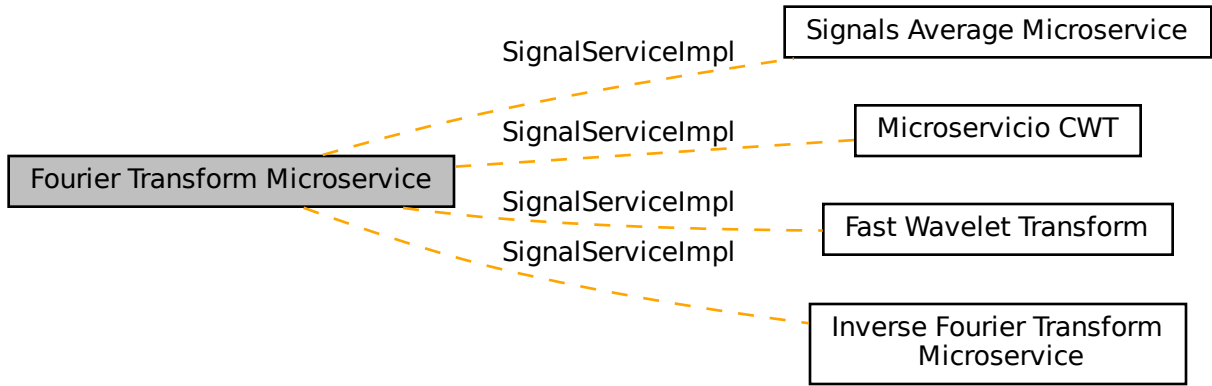 Signals Average Microservice
SignalServiceImpl
Microservicio CWT
SignalServiceImpl
Fourier Transform Microservice
SignalServiceImpl
Fast Wavelet Transform
SignalServiceImpl
Inverse Fourier Transform
Microservice